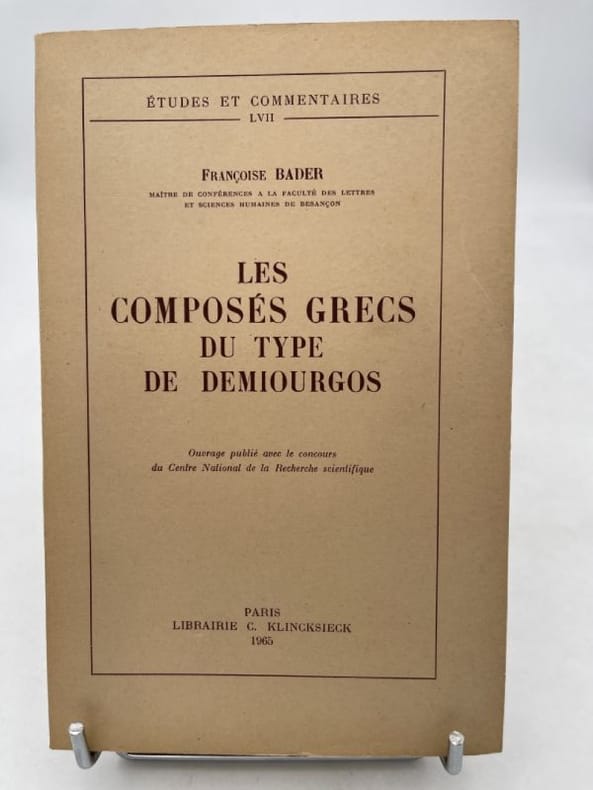 ÉTUDES ET COMMENTAIRES
LVII
FRANÇOISE BADER
MAÎTRE DE CONFÉRENCES A LA FACULTÉ DES LETTRES
ET SCIENCES HUMAINES DE BESANÇON
LES
COMPOSÉS GRECS
DU TYPE
DE DEMIOURGOS
Ouvrage publié avec le concours
du Centre National de la Recherche scientifique
PARIS
LIBRAIRIE C. KLINCKSIECK
1965